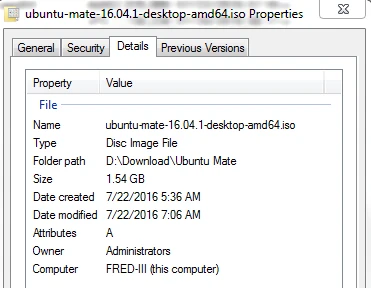 ubuntu-mate-16.04.1-desktop-amd64.iso Properties
General Security Details Previous Versions
Property Value
File
Name ubuntu-mate-16.04.1-desktop-amd64.iso
Type Disc Image File
Folder path D:\Download\Ubuntu Mate
Size 1.54 GB
Date created 7/22/2016 5:36 AM
Date modified 7/22/2016 7:06 AM
Attributes A
Owner Administrators
Computer FRED-III (this computer)